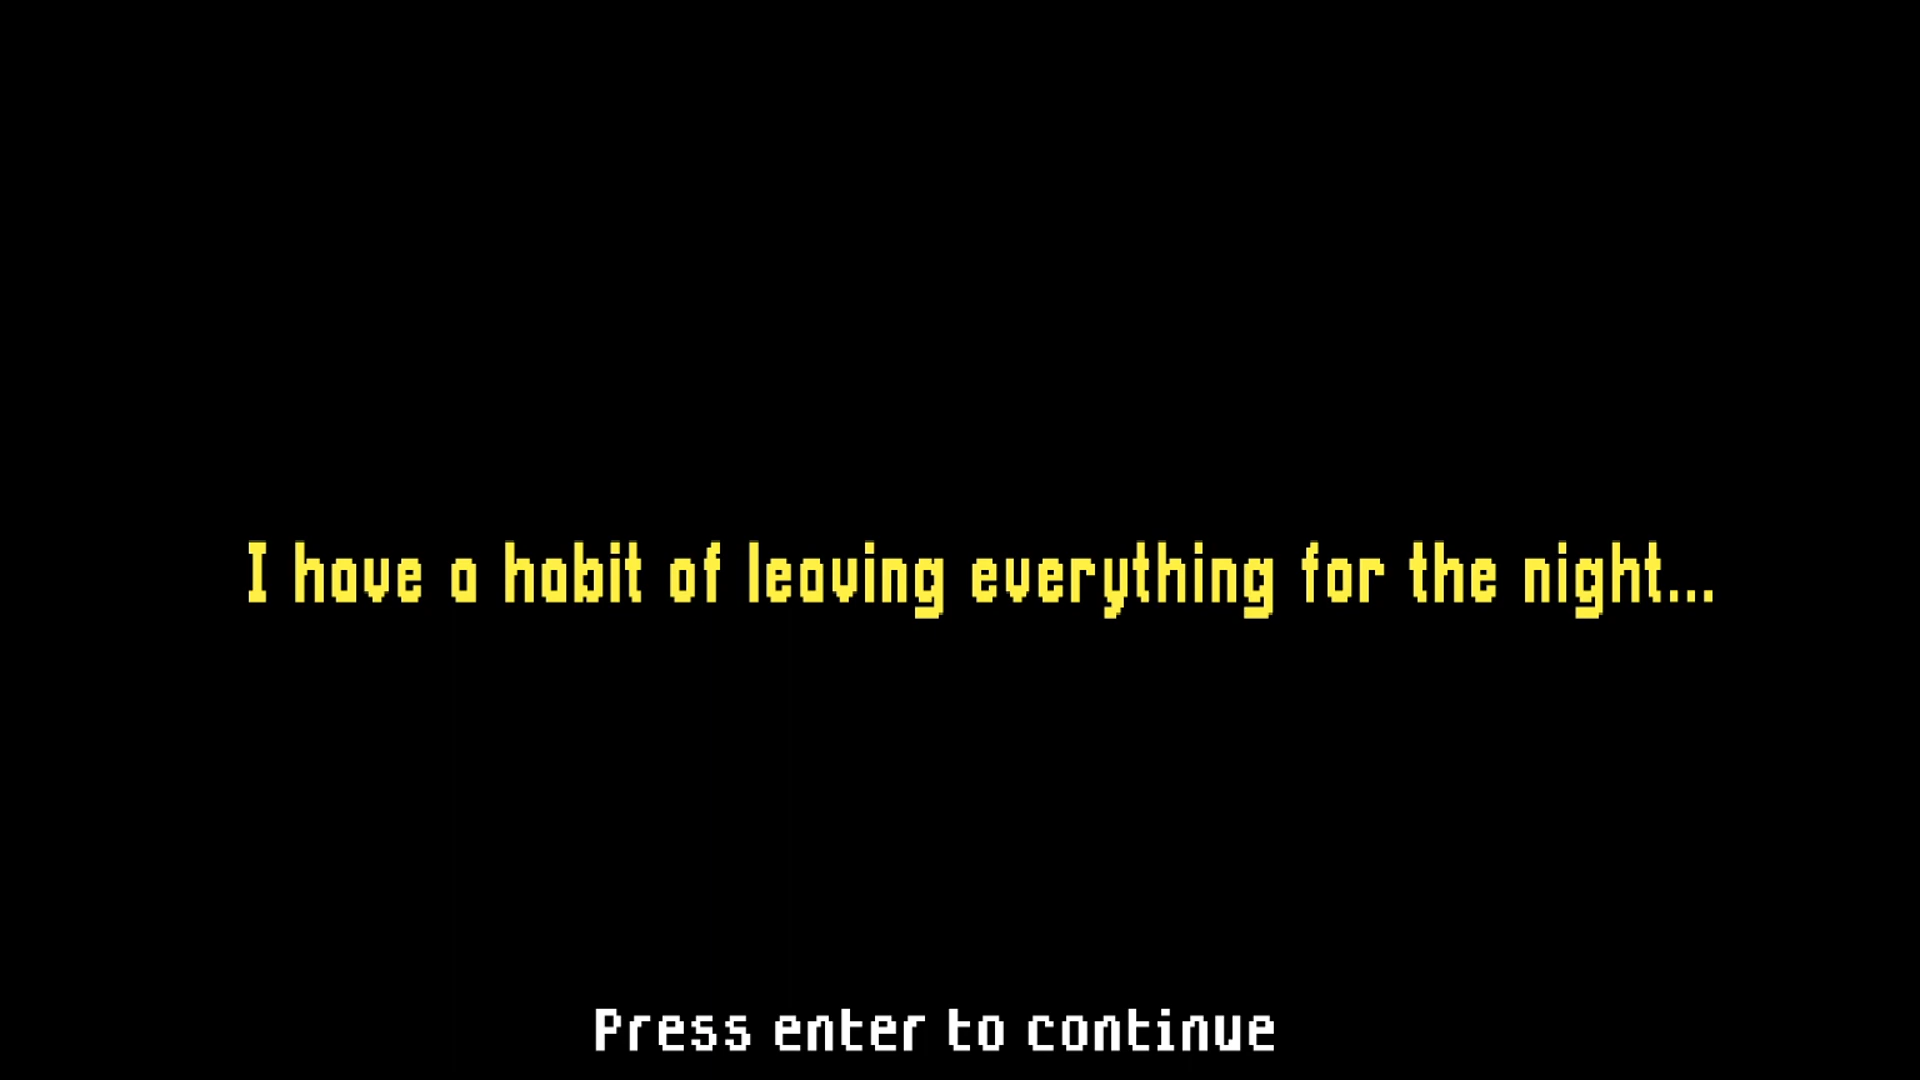 I have a habit of leaving everything for the night...
Press enter to continue